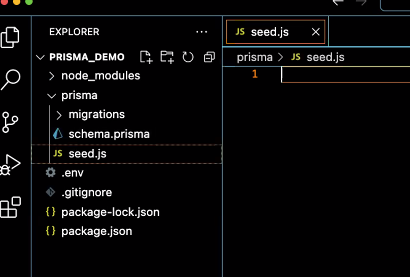 EXPLORER
PRISMA_DEMO
node_modules
prisma
migrations
schema.prisma
JS seed.js
.env
.gitignore
{} package-lock.json
{} package.json
JS seed.js
prisma > JS seed.js
1